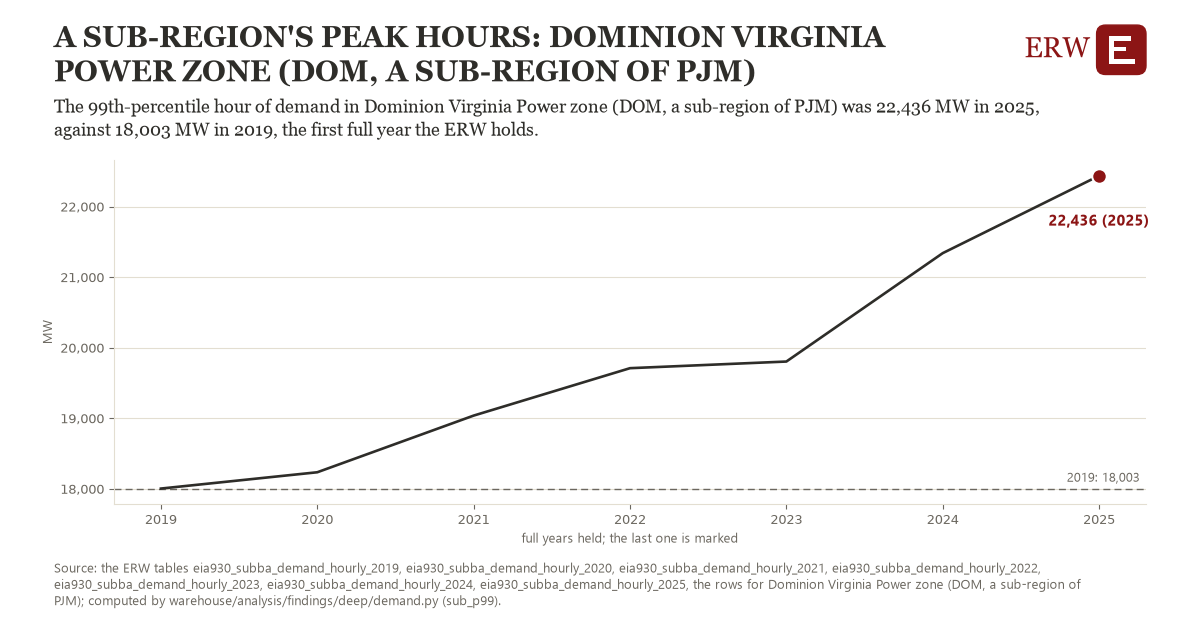 A SUB-REGION'S PEAK HOURS: DOMINION VIRGINIA
POWER ZONE (DOM, A SUB-REGION OF PJM)
ERW E
The 99th-percentile hour of demand in Dominion Virginia Power zone (DOM, a sub-region of PJM) was 22,436 MW in 2025,
against 18,003 MW in 2019, the first full year the ERW holds.
22,000
22,436 (2025)
21,000
MW
20,000
19,000
2019: 18,003
18,000
2019 2020 2021 2022 2023 2024 2025
full years held; the last one is marked
Source: the ERW tables eia930_subba_demand_hourly_2019, eia930_subba_demand_hourly_2020, eia930_subba_demand_hourly_2021, eia930_subba_demand_hourly_2022,
eia930_subba_demand_hourly_2023, eia930_subba_demand_hourly_2024, eia930_subba_demand_hourly_2025, the rows for Dominion Virginia Power zone (DOM, a sub-region of
PJM); computed by warehouse/analysis/findings/deep/demand.py (sub_p99).